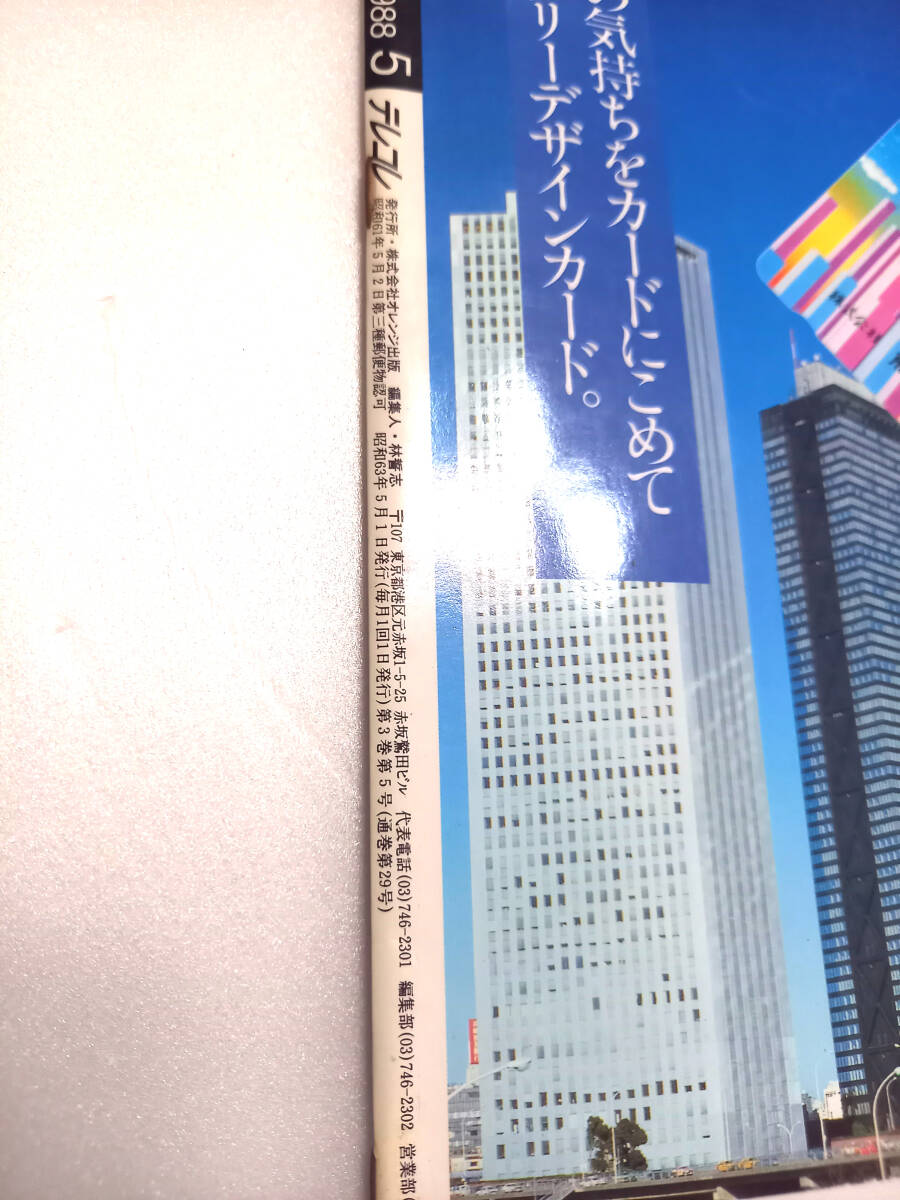 988 5 テレコレ
発行所・株式会社オレンジ出版 編集人・林誓志 〒107 東京都港区元赤坂1-5-25 赤坂鷲田ビル 代表電話(03)746-2301 編集部(03)746-2302 営業部(
昭和61年5月2日第三種郵便物認可 昭和63年5月1日発行(毎月1回1日発行)第3巻第5号(通巻第29号)
気持ちをカードにこめて
リーデザインカード。